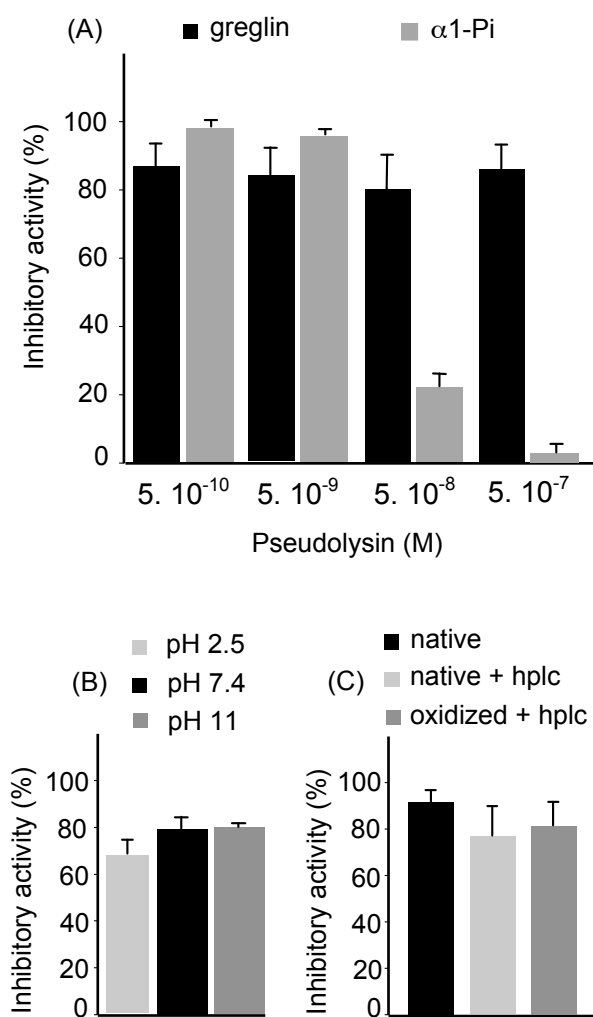 (A) greglin α1-Pi
Inhibitory activity (%)
100
80
60
40
20
0
5. 10⁻¹⁰ 5. 10⁻⁹ 5. 10⁻⁸ 5. 10⁻⁷
Pseudolysin (M)
(B)
pH 2.5
pH 7.4
pH 11
Inhibitory activity (%)
100
80
60
40
20
0
(C)
native
native + hplc
oxidized + hplc
Inhibitory activity (%)
100
80
60
40
20
0